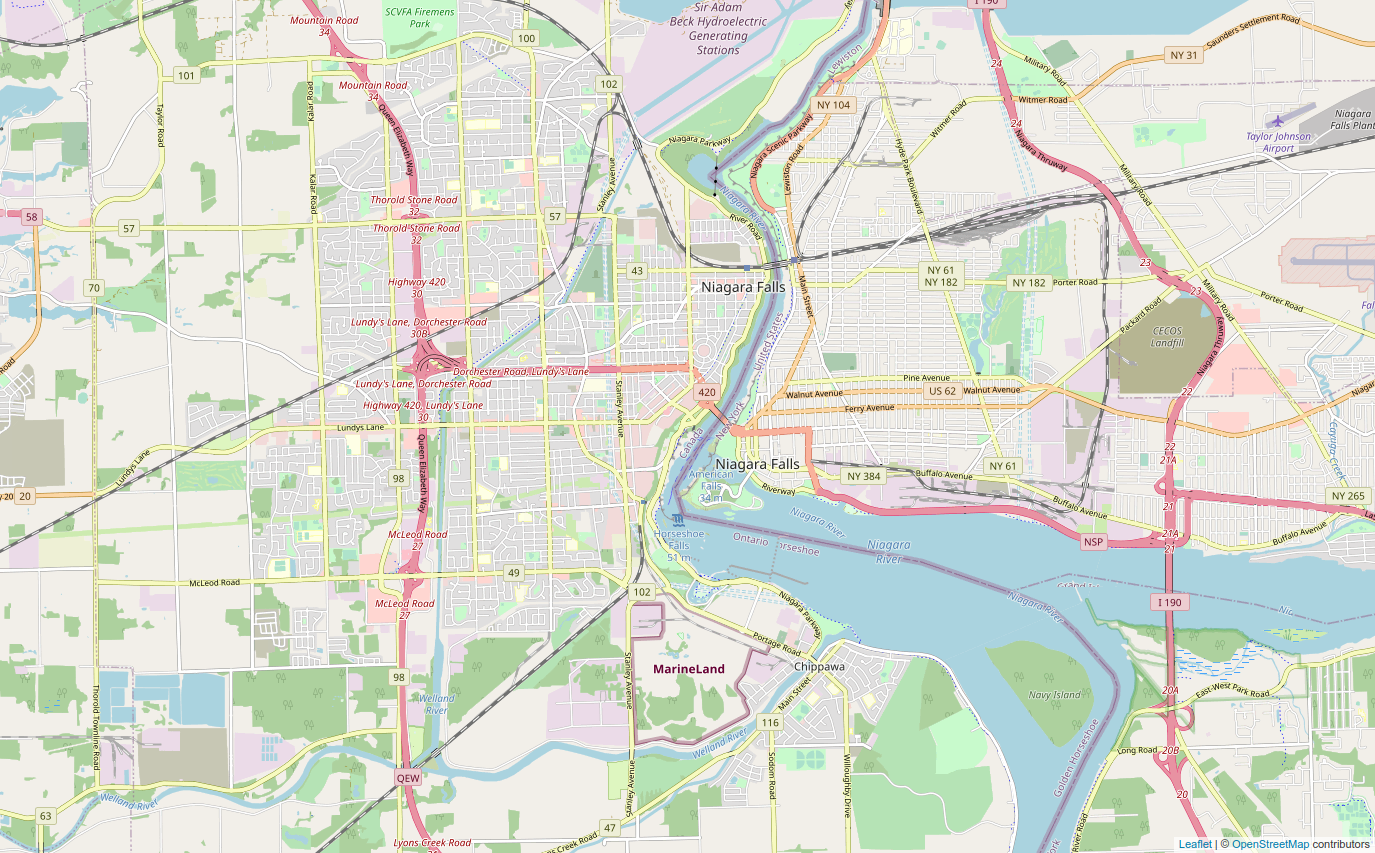 Mountain Road
34
SCVFA Firemens
Park
Sir Adam
Beck Hydroelectric
Generating
Stations
I 190
Saunders Settlement Road
100
NY 31
101
102
Mountain Road
34
Lewiston
24
Military Road
NY 104
Witmer Road
Witmer Road
Niagara
Falls Plant
Taylor Johnson
Airport
Taylor Road
Kalar Road
Queen Elizabeth Way
Niagara Parkway
Niagara Scenic Parkway
Lewiston Road
Hyde Park Boulevard
24
Niagara Thruway
Military Road
Stanley Avenue
Kalar Road
Thorold Stone Road
32
Niagara River
River Road
58
57
57
Thorold Stone Road
32
43
NY 61
NY 182
NY 182
Porter Road
23
23
70
Highway 420
30
Niagara Falls
Main Street
Military Road
Porter Road
Packard Road
Lundy's Lane, Dorchester Road
30B
United States
CECOS
Landfill
Niagara Thruway
Road
Dorchester Road, Lundy's Lane
Lundy's Lane, Dorchester Road
Pine Avenue
420
Walnut Avenue
US 62
Walnut Avenue
22
Highway 420, Lundy's Lane
30
Stanley Avenue
New York
Ferry Avenue
Lundys Lane
Canada
Cayuga Creek
Lundys Lane
Queen Elizabeth Way
22
21A
Niagara Falls
American
Falls
34 m
98
NY 384
Buffalo Avenue
NY 61
20
Riverway
Buffalo Avenue
21
NY 265
Niagara River
Horseshoe
Falls
51 m
Ontario
Horseshoe
Niagara
River
NSP
21A
21
Buffalo Avenue
McLeod Road
27
McLeod Road
49
102
McLeod Road
27
Niagara Parkway
Niagara River
I 190
Portage Road
MarineLand
Chippawa
98
Stanley Avenue
Main Street
Navy Island
20A
East-West Park Road
Thorold Townline Road
Welland
River
116
Welland River
Golden Horseshoe
Long Road
20B
QEW
Sodom Road
Willoughby Drive
Stanley Avenue
20
Welland River
63
47
River Road
Lyons Creek Road
Leaflet | © OpenStreetMap contributors